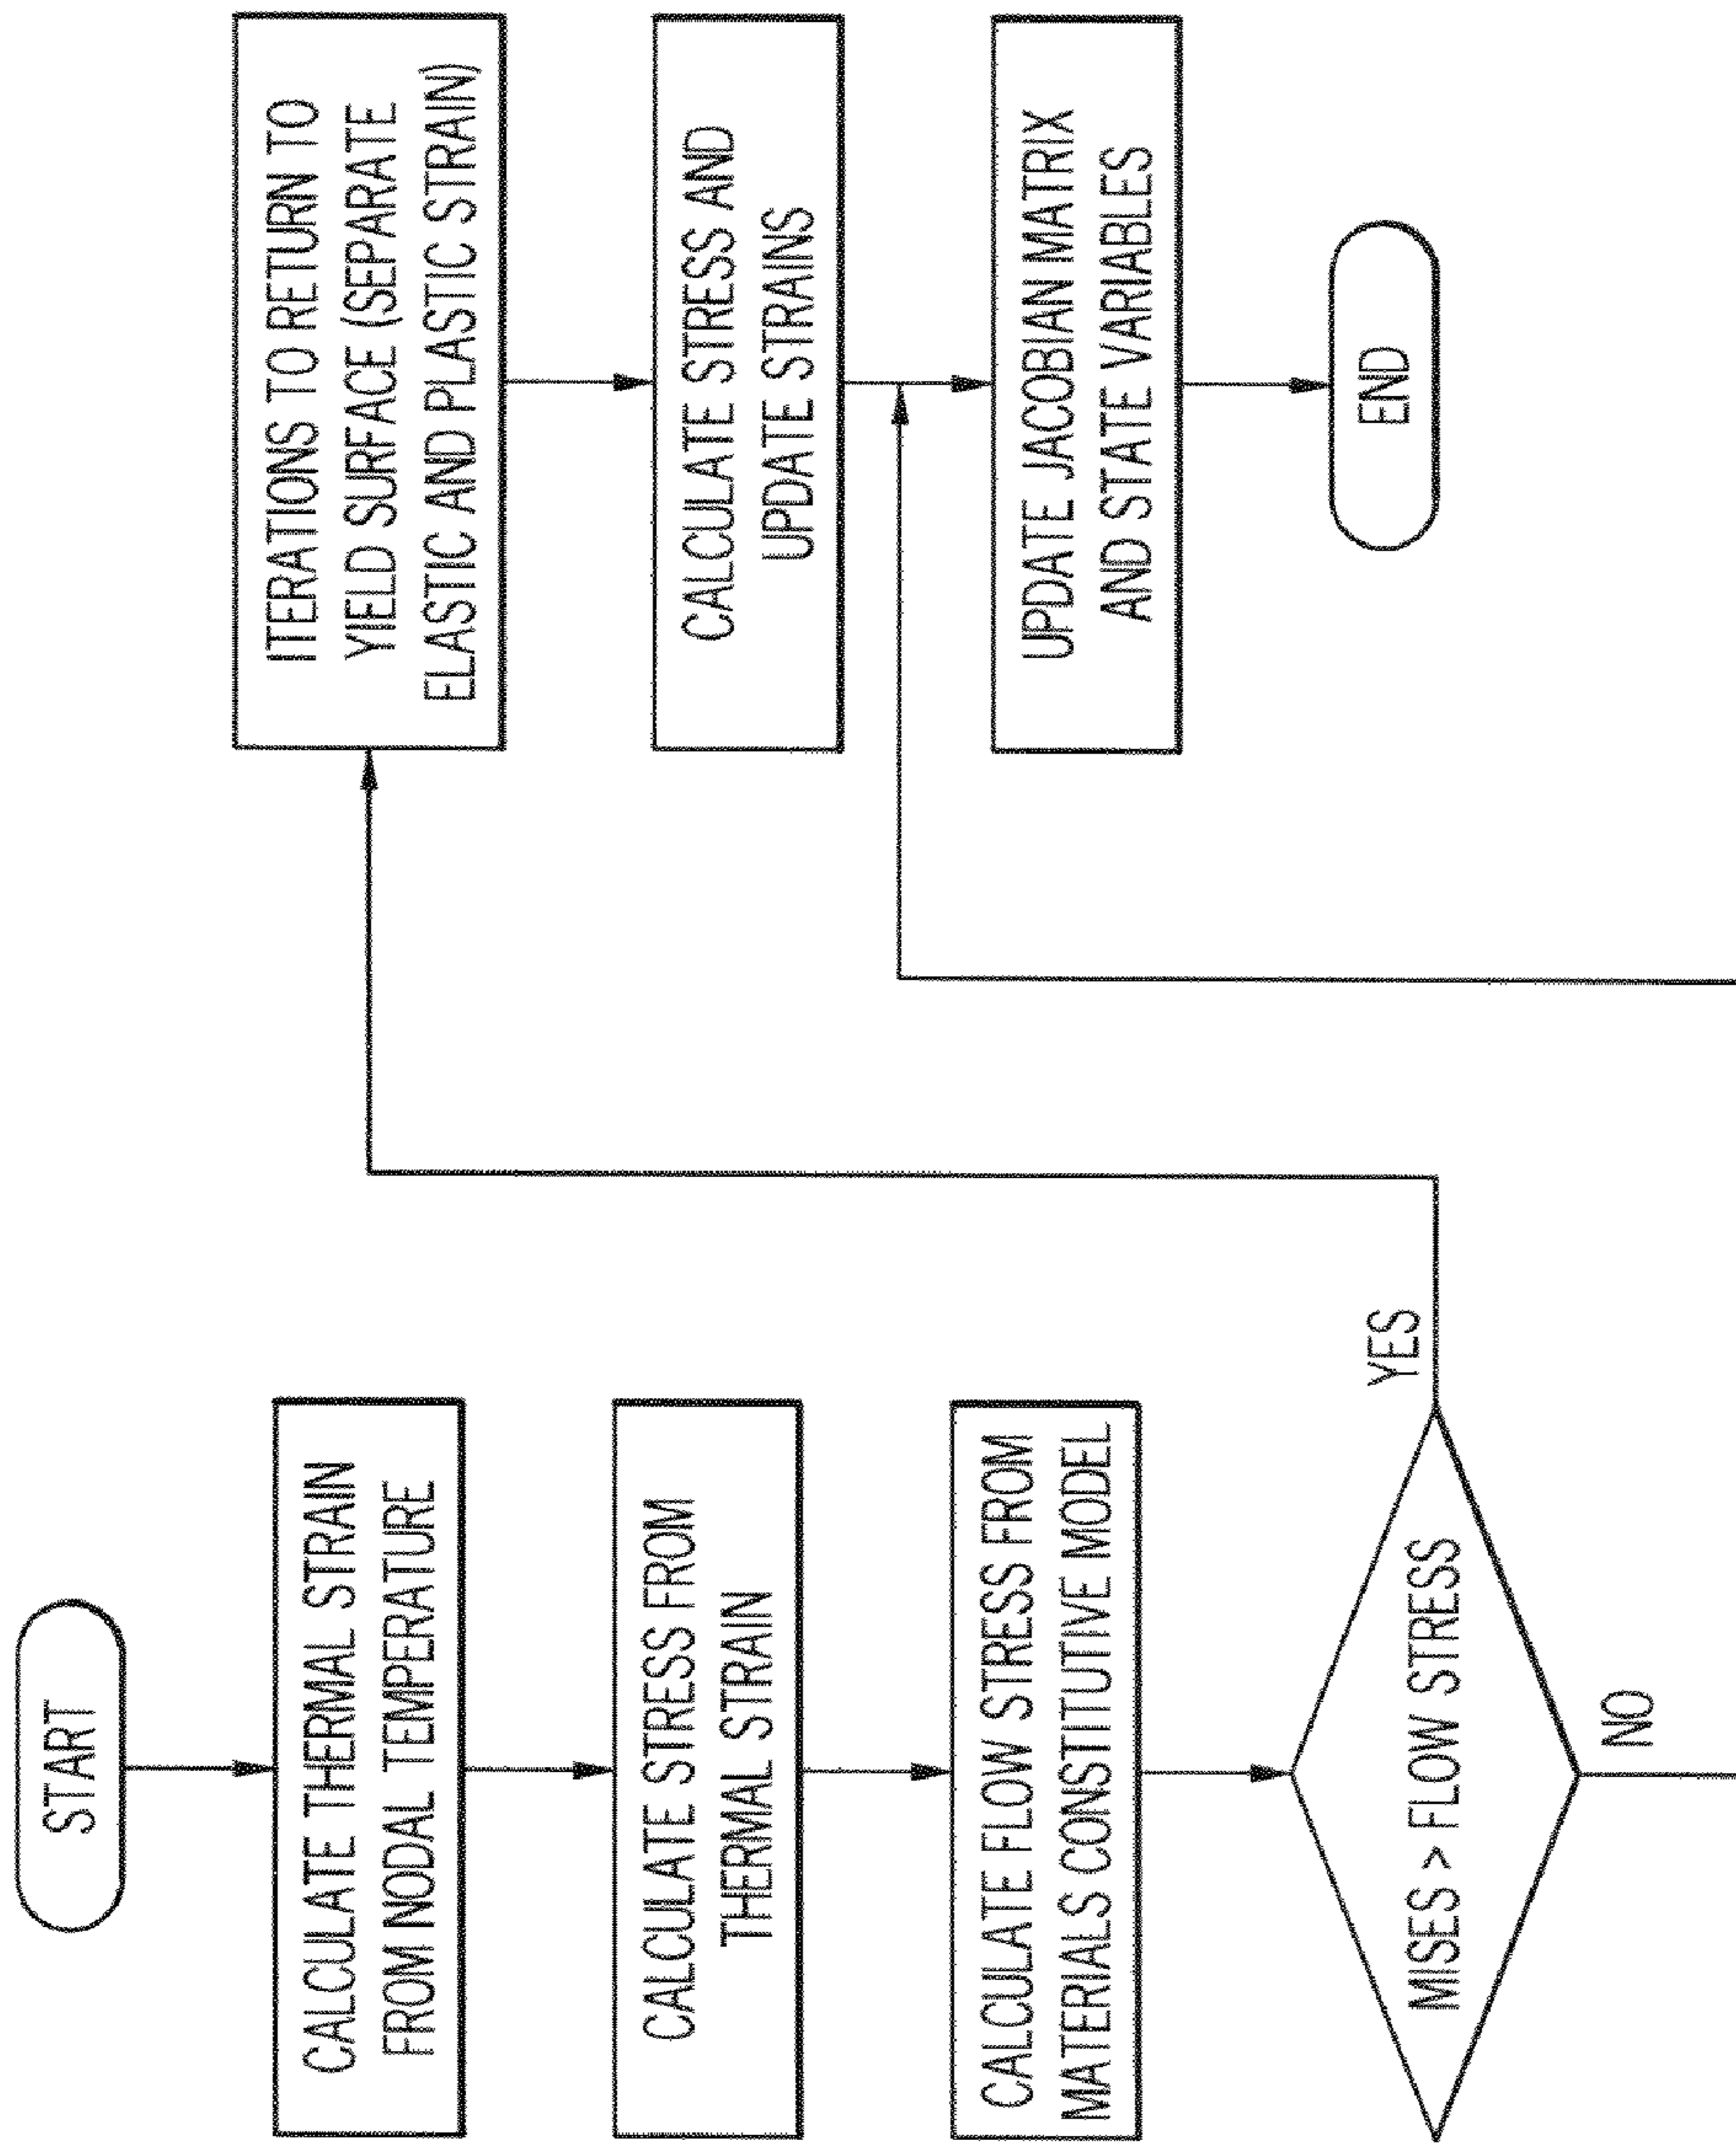 START
CALCULATE THERMAL STRAIN
FROM NODAL TEMPERATURE
CALCULATE STRESS FROM
THERMAL STRAIN
CALCULATE FLOW STRESS FROM
MATERIALS CONSTITUTIVE MODEL
MISES > FLOW STRESS
YES
NO
ITERATIONS TO RETURN TO
YIELD SURFACE (SEPARATE
ELASTIC AND PLASTIC STRAIN)
CALCULATE STRESS AND
UPDATE STRAINS
UPDATE JACOBIAN MATRIX
AND STATE VARIABLES
END